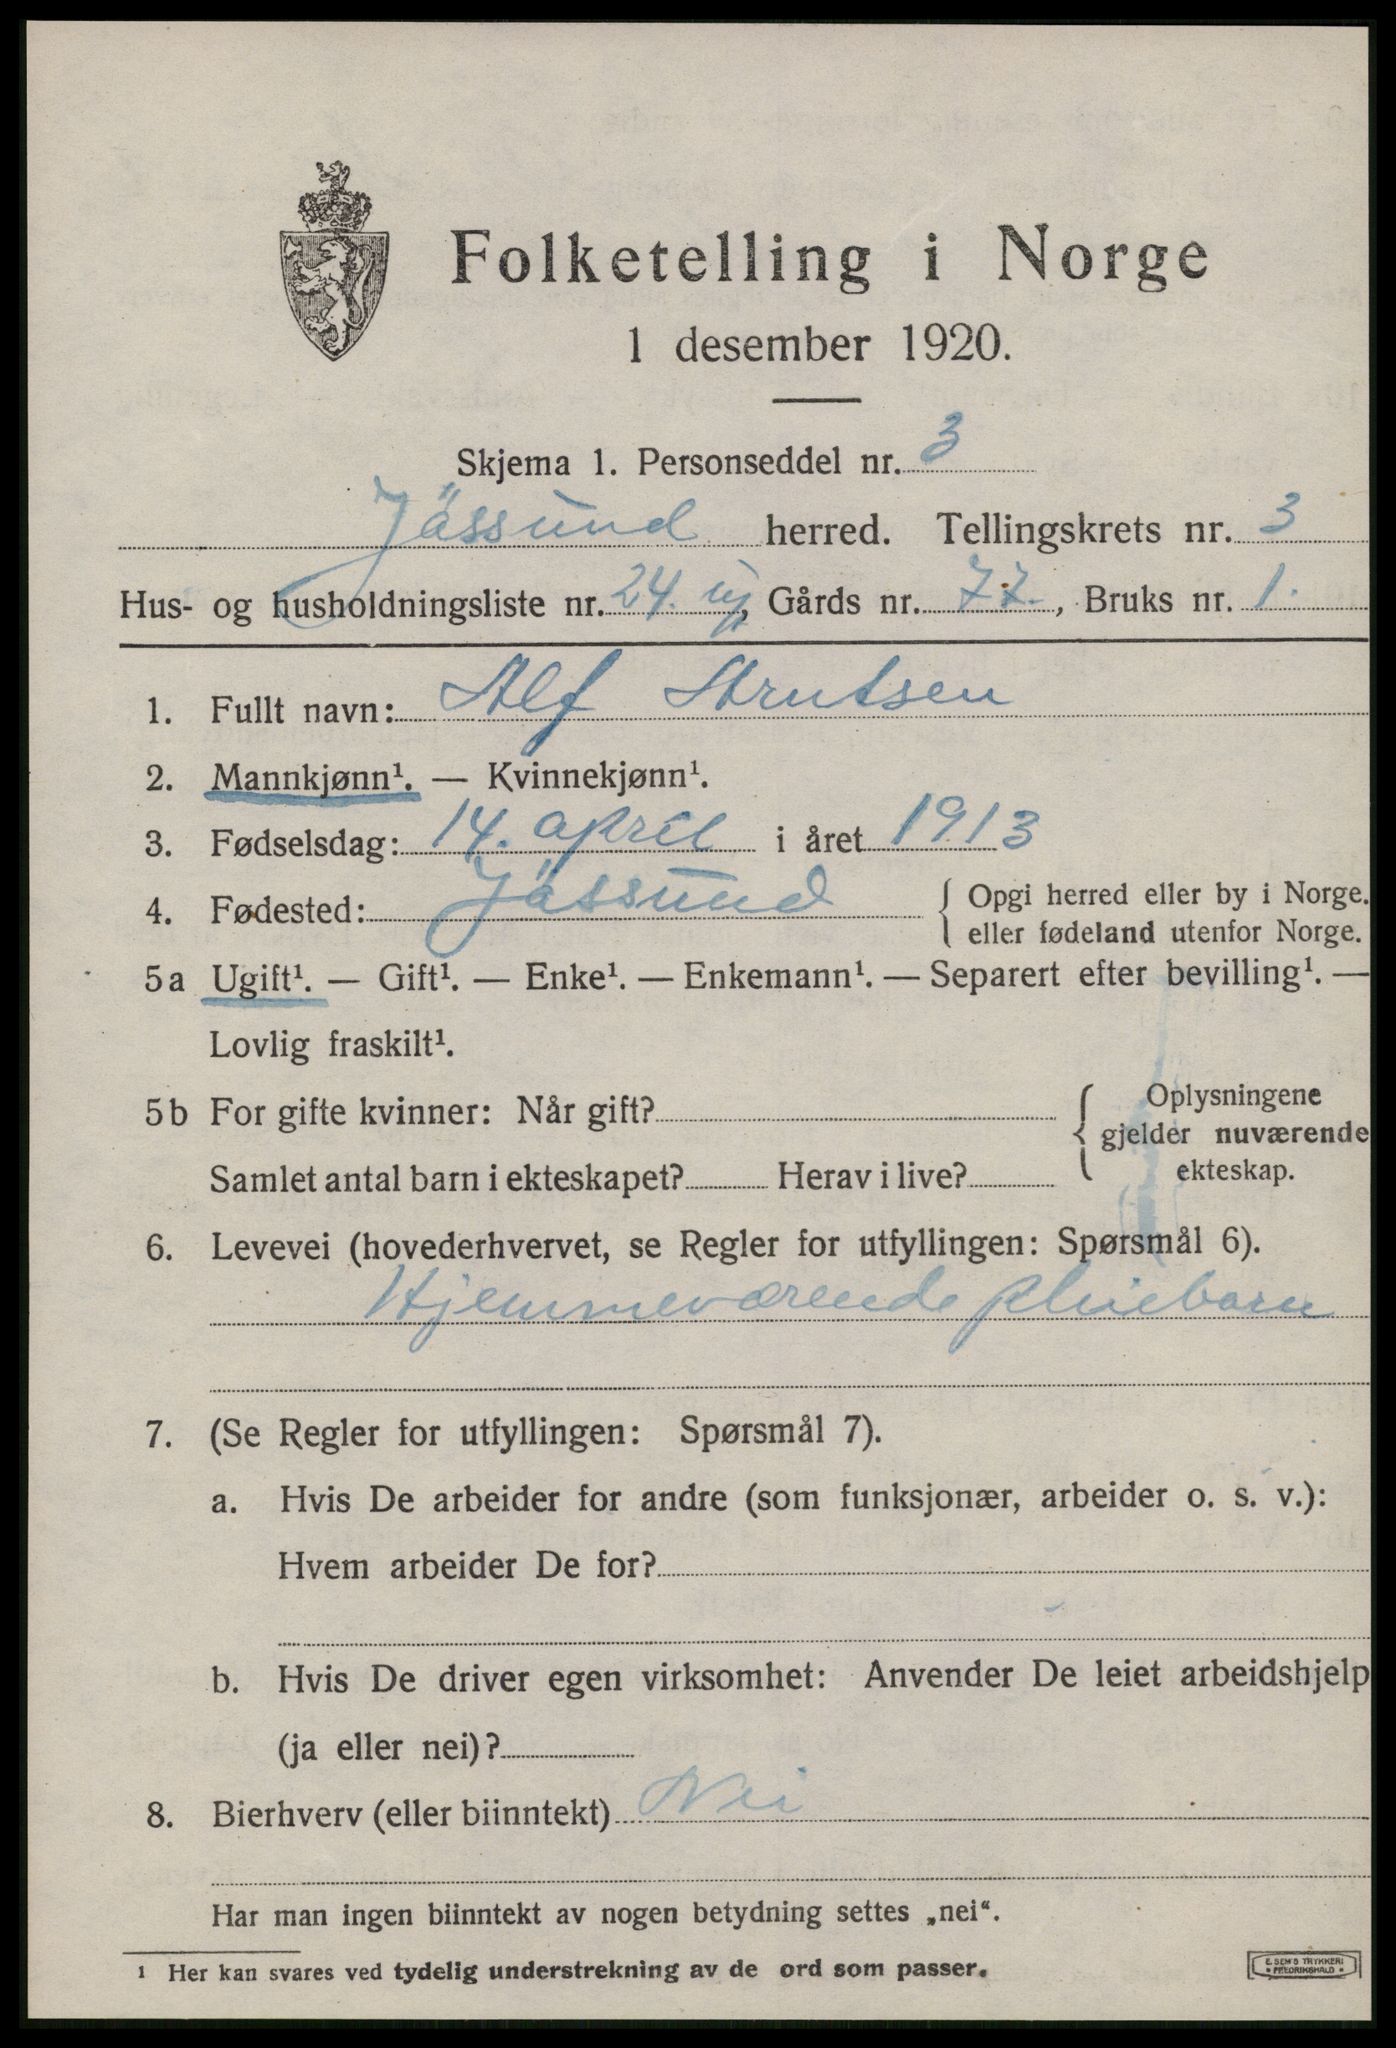 Folketelling i Norge
1 desember 1920.
Skjema 1. Personseddel nr. 3
Jössund herred. Tellingskrets nr. 3
Hus- og husholdningsliste nr. 24. , Gårds nr. 77. , Bruks nr. 1.
1. Fullt navn: Alf Arntsen
2. Mannkjønn¹. — Kvinnekjønn¹.
3. Fødselsdag: 14. april i året 1913
4. Fødested: Jössund { Opgi herred eller by i Norge.
eller fødeland utenfor Norge.
5a Ugift¹. — Gift¹. — Enke¹. — Enkemann¹. — Separert efter bevilling¹. —
Lovlig fraskilt¹.
5b For gifte kvinner: Når gift? { Oplysningene
gjelder nuværende
Samlet antal barn i ekteskapet? Herav i live? ekteskap.
6. Levevei (hovederhvervet, se Regler for utfyllingen: Spørsmål 6).
Hjemmeværende pleiebarn
7. (Se Regler for utfyllingen: Spørsmål 7).
a. Hvis De arbeider for andre (som funksjonær, arbeider o. s. v.):
Hvem arbeider De for?
b. Hvis De driver egen virksomhet: Anvender De leiet arbeidshjelp
(ja eller nei)?
8. Bierhverv (eller biinntekt) Nei
Har man ingen biinntekt av nogen betydning settes „nei“.
¹ Her kan svares ved tydelig understrekning av de ord som passer.
E. SEM'S TRYKKERI
• FREDRIKSHALD •